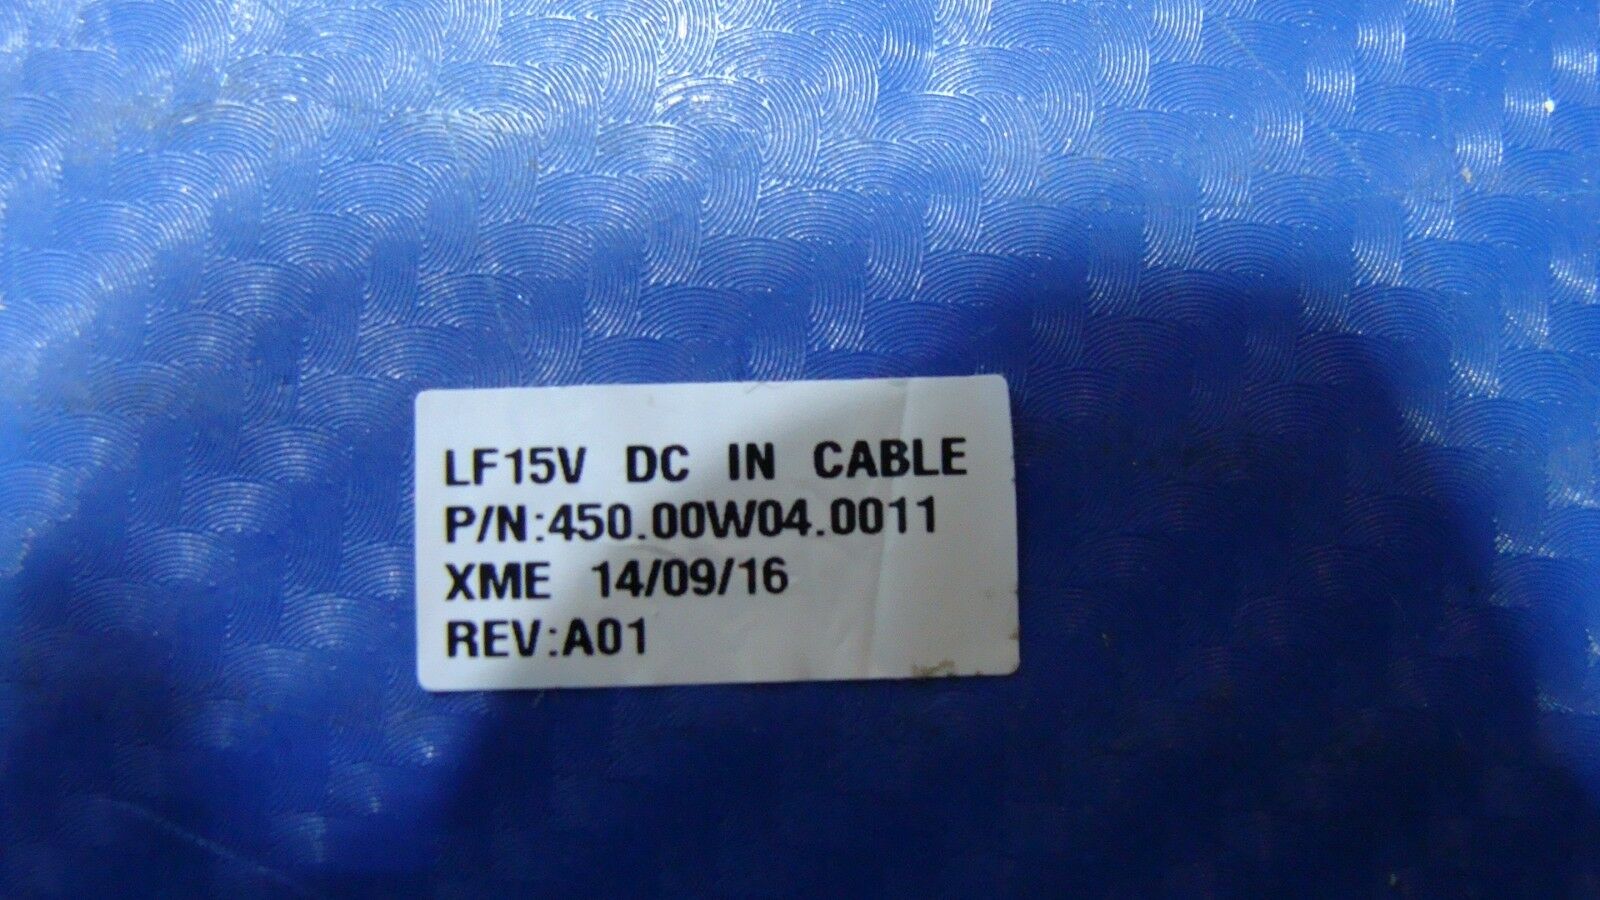 LF15V DC IN CABLE
P/N:450.00W04.0011
XME 14/09/16
REV:A01